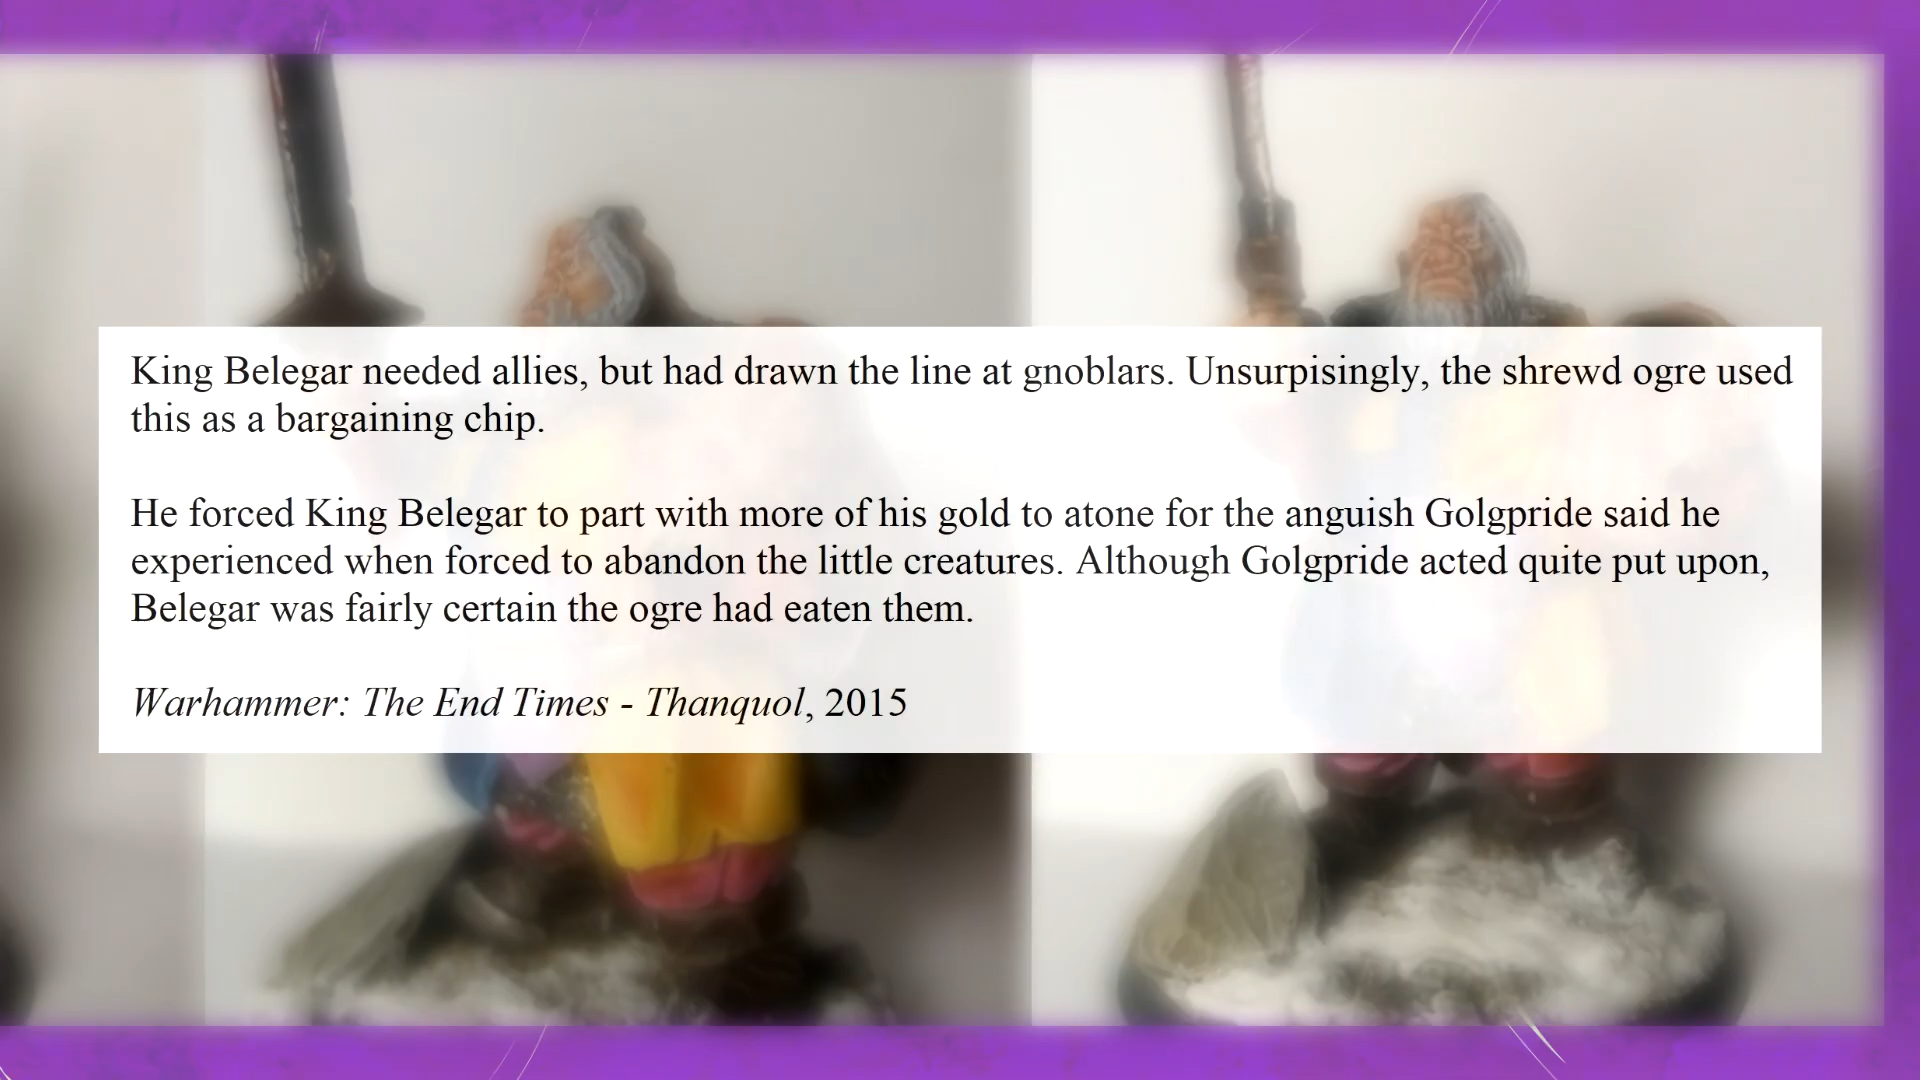 King Belegar needed allies, but had drawn the line at gnoblars. Unsurpisingly, the shrewd ogre used
this as a bargaining chip.
He forced King Belegar to part with more of his gold to atone for the anguish Golgpride said he
experienced when forced to abandon the little creatures. Although Golgpride acted quite put upon,
Belegar was fairly certain the ogre had eaten them.
Warhammer: The End Times - Thanquol, 2015